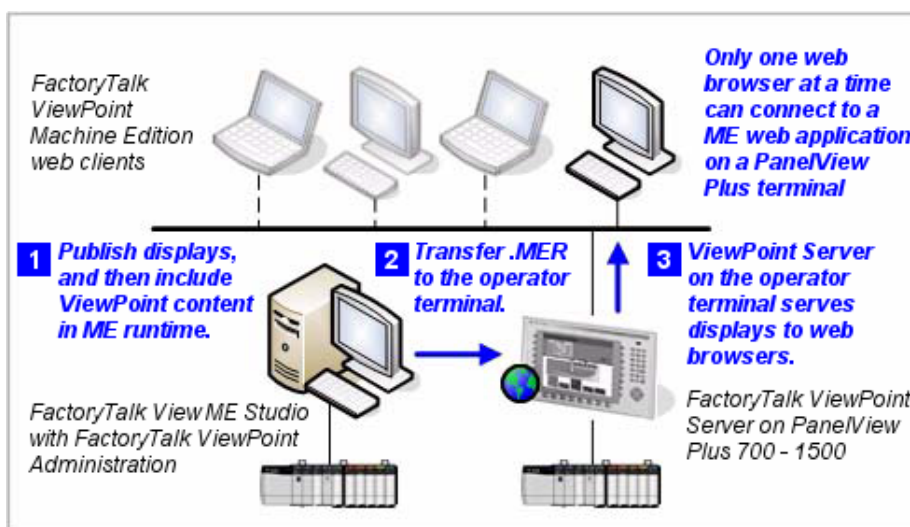 FactoryTalk
ViewPoint
Machine Edition
web clients
Only one web
browser at a time
can connect to a
ME web application
on a PanelView
Plus terminal
1 Publish displays,
and then include
ViewPoint content
in ME runtime.
2 Transfer .MER
to the operator
terminal.
3 ViewPoint Server
on the operator
terminal serves
displays to web
browsers.
FactoryTalk View ME Studio
with FactoryTalk ViewPoint
Administration
FactoryTalk ViewPoint
Server on PanelView
Plus 700 - 1500